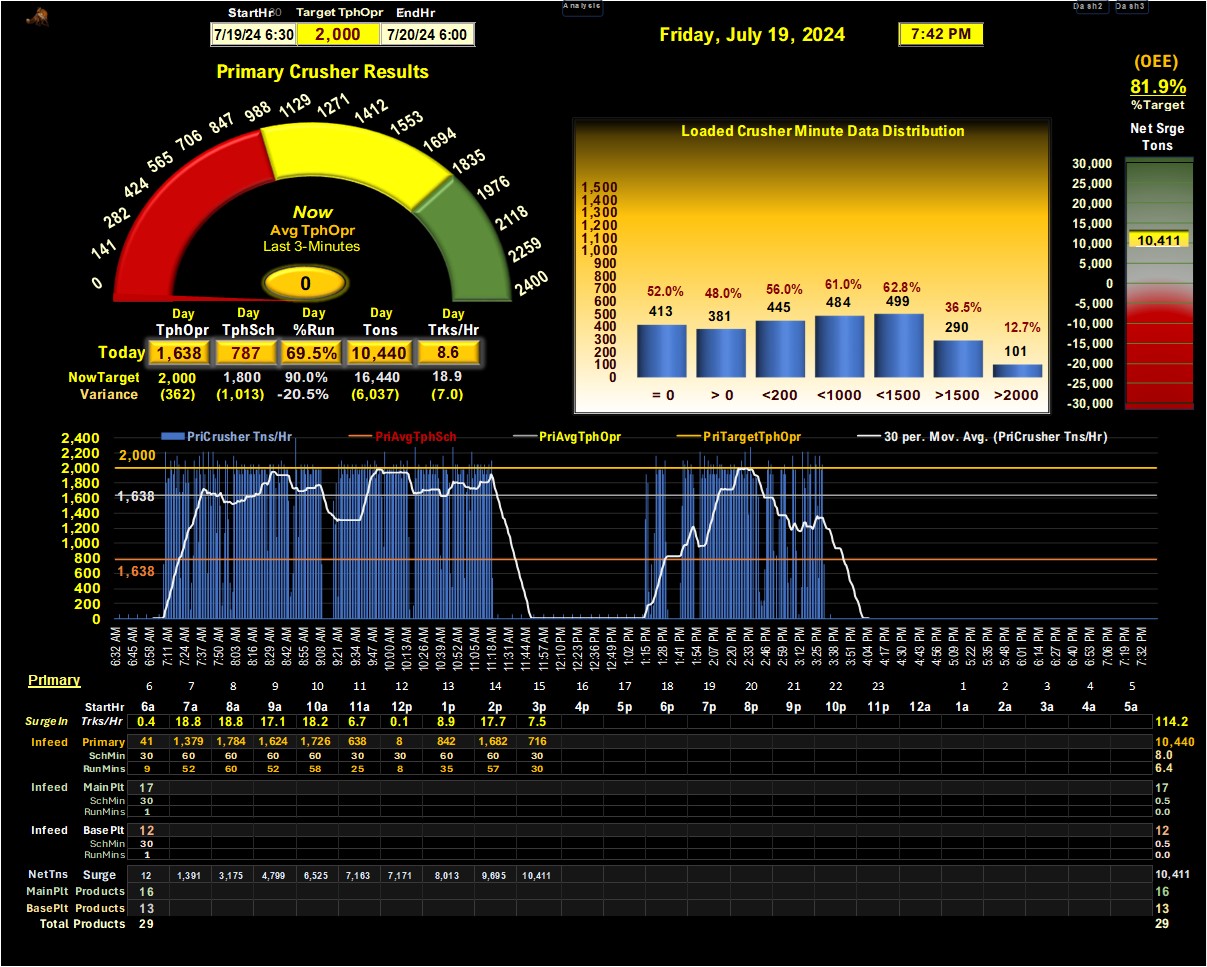 Analysis
Dash2 Dash3
StartHr30 Target TphOpr EndHr
7/19/24 6:30 2,000 7/20/24 6:00
Friday, July 19, 2024 7:42 PM
(OEE)
81.9%
%Target
Primary Crusher Results
0 141 282 424 565 706 847 988 1129 1271 1412 1553 1694 1835 1976 2118 2259 2400
Now
Avg TphOpr
Last 3-Minutes
0
Day Day Day Day Day
TphOpr TphSch %Run Tons Trks/Hr
Today 1,638 787 69.5% 10,440 8.6
NowTarget 2,000 1,800 90.0% 16,440 18.9
Variance (362) (1,013) -20.5% (6,037) (7.0)
Loaded Crusher Minute Data Distribution
1,500
1,400
1,300
1,200
1,100
1,000
900
800
700
600
500
400
300
200
100
0
52.0% 48.0% 56.0% 61.0% 62.8% 36.5% 12.7%
413 381 445 484 499 290 101
= 0 > 0 <200 <1000 <1500 >1500 >2000
Net Srge
Tons
30,000
25,000
20,000
15,000
10,000
5,000
0
-5,000
-10,000
-15,000
-20,000
-25,000
-30,000
10,411
PriCrusher Tns/Hr PriAvgTphSch PriAvgTphOpr PriTargetTphOpr 30 per. Mov. Avg. (PriCrusher Tns/Hr)
2,400
2,200
2,000
1,800
1,600
1,400
1,200
1,000
800
600
400
200
0
2,000
1,638
1,638
6:32 AM 6:45 AM 6:58 AM 7:11 AM 7:24 AM 7:37 AM 7:50 AM 8:03 AM 8:16 AM 8:29 AM 8:42 AM 8:55 AM 9:08 AM 9:21 AM 9:34 AM 9:47 AM 10:00 AM 10:13 AM 10:26 AM 10:39 AM 10:52 AM 11:05 AM 11:18 AM 11:31 AM 11:44 AM 11:57 AM 12:10 PM 12:23 PM 12:36 PM 12:49 PM 1:02 PM 1:15 PM 1:28 PM 1:41 PM 1:54 PM 2:07 PM 2:20 PM 2:33 PM 2:46 PM 2:59 PM 3:12 PM 3:25 PM 3:38 PM 3:51 PM 4:04 PM 4:17 PM 4:30 PM 4:43 PM 4:56 PM 5:09 PM 5:22 PM 5:35 PM 5:48 PM 6:01 PM 6:14 PM 6:27 PM 6:40 PM 6:53 PM 7:06 PM 7:19 PM 7:32 PM
Primary
6 7 8 9 10 11 12 13 14 15 16 17 18 19 20 21 22 23 1 2 3 4 5
StartHr 6a 7a 8a 9a 10a 11a 12p 1p 2p 3p 4p 5p 6p 7p 8p 9p 10p 11p 12a 1a 2a 3a 4a 5a
SurgeIn Trks/Hr 0.4 18.8 18.8 17.1 18.2 6.7 0.1 8.9 17.7 7.5 114.2
Infeed Primary 41 1,379 1,784 1,624 1,726 638 8 842 1,682 716 10,440
SchMin 30 60 60 60 60 30 30 60 60 30 8.0
RunMins 9 52 60 52 58 25 8 35 57 30 6.4
Infeed MainPlt 17 17
SchMin 30 0.5
RunMins 1 0.0
Infeed BasePlt 12 12
SchMin 30 0.5
RunMins 1 0.0
NetTns Surge 12 1,391 3,175 4,799 6,525 7,163 7,171 8,013 9,695 10,411 10,411
MainPlt Products 16 16
BasePlt Products 13 13
Total Products 29 29